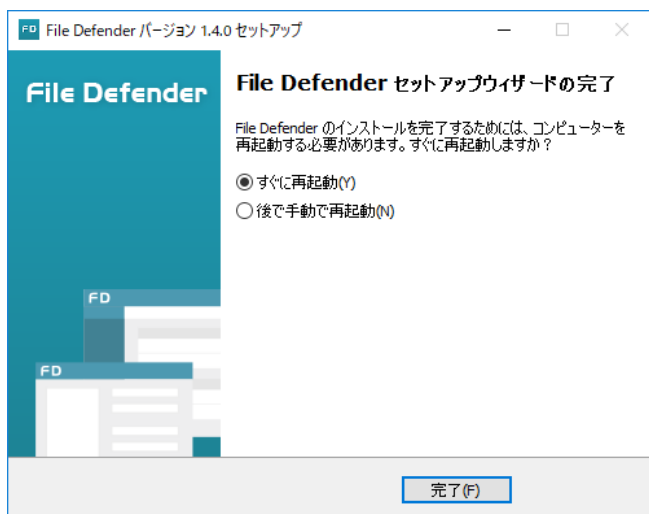 FD File Defender バージョン 1.4.0 セットアップ
File Defender
File Defender セットアップウィザードの完了
File Defender のインストールを完了するためには、コンピューターを
再起動する必要があります。すぐに再起動しますか？
すぐに再起動(Y)
後で手動で再起動(N)
FD
FD
完了(F)